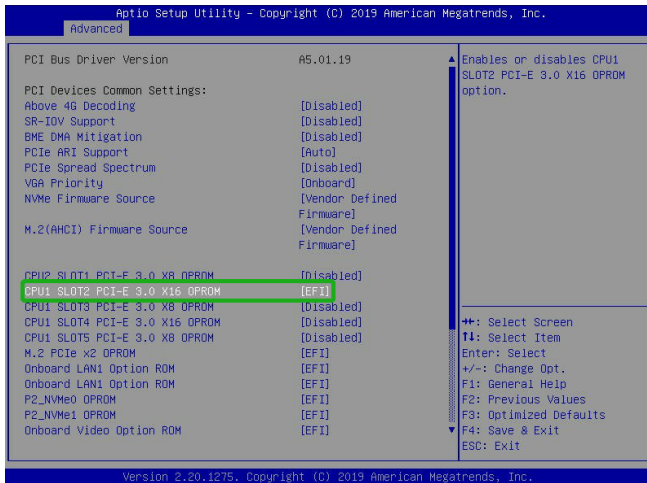 Aptio Setup Utility – Copyright (C) 2019 American Megatrends, Inc.
Advanced
PCI Bus Driver Version A5.01.19
PCI Devices Common Settings:
Above 4G Decoding [Disabled]
SR-IOV Support [Disabled]
BME DMA Mitigation [Disabled]
PCIe ARI Support [Auto]
PCIe Spread Spectrum [Disabled]
VGA Priority [Onboard]
NVMe Firmware Source [Vendor Defined
Firmware]
M.2(AHCI) Firmware Source [Vendor Defined
Firmware]
CPU2 SLOT1 PCI-E 3.0 X8 OPROM [Disabled]
CPU1 SLOT2 PCI-E 3.0 X16 OPROM [EFI]
CPU1 SLOT3 PCI-E 3.0 X8 OPROM [Disabled]
CPU1 SLOT4 PCI-E 3.0 X16 OPROM [Disabled]
CPU1 SLOT5 PCI-E 3.0 X8 OPROM [Disabled]
M.2 PCIe x2 OPROM [EFI]
Onboard LAN1 Option ROM [EFI]
Onboard LAN1 Option ROM [EFI]
P2_NVMe0 OPROM [EFI]
P2_NVMe1 OPROM [EFI]
Onboard Video Option ROM [EFI]
Enables or disables CPU1
SLOT2 PCI-E 3.0 X16 OPROM
option.
→←: Select Screen
↑↓: Select Item
Enter: Select
+/-: Change Opt.
F1: General Help
F2: Previous Values
F3: Optimized Defaults
F4: Save & Exit
ESC: Exit
Version 2.20.1275. Copyright (C) 2019 American Megatrends, Inc.